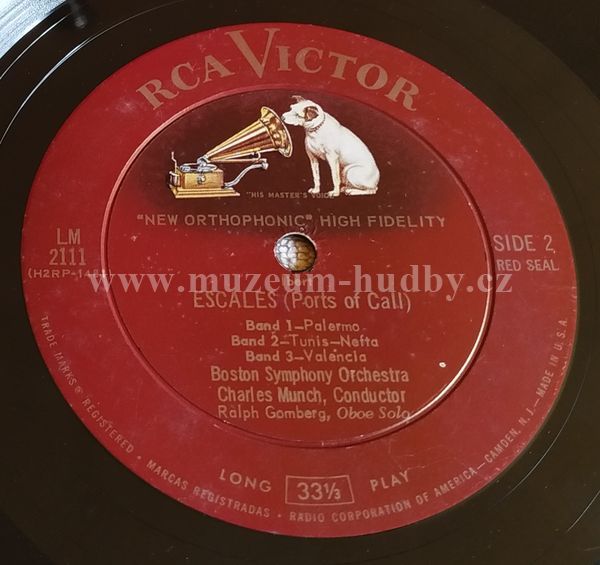 RCA VICTOR
"HIS MASTER'S VOICE"
"NEW ORTHOPHONIC" HIGH FIDELITY
LM
2111
SIDE 2
RED SEAL
www.muzeum-hudby.cz
ESCALES (Ports of Call)
Band 1—Palermo
Band 2—Tunis-Nefta
Band 3—Valencia
Boston Symphony Orchestra
Charles Munch, Conductor
Ralph Gomberg, Oboe Solo
LONG 33⅓ PLAY
TRADE MARKS ® REGISTERED • MARCAS REGISTRADAS • RADIO CORPORATION OF AMERICA—CAMDEN, N.J.—MADE IN U.S.A.